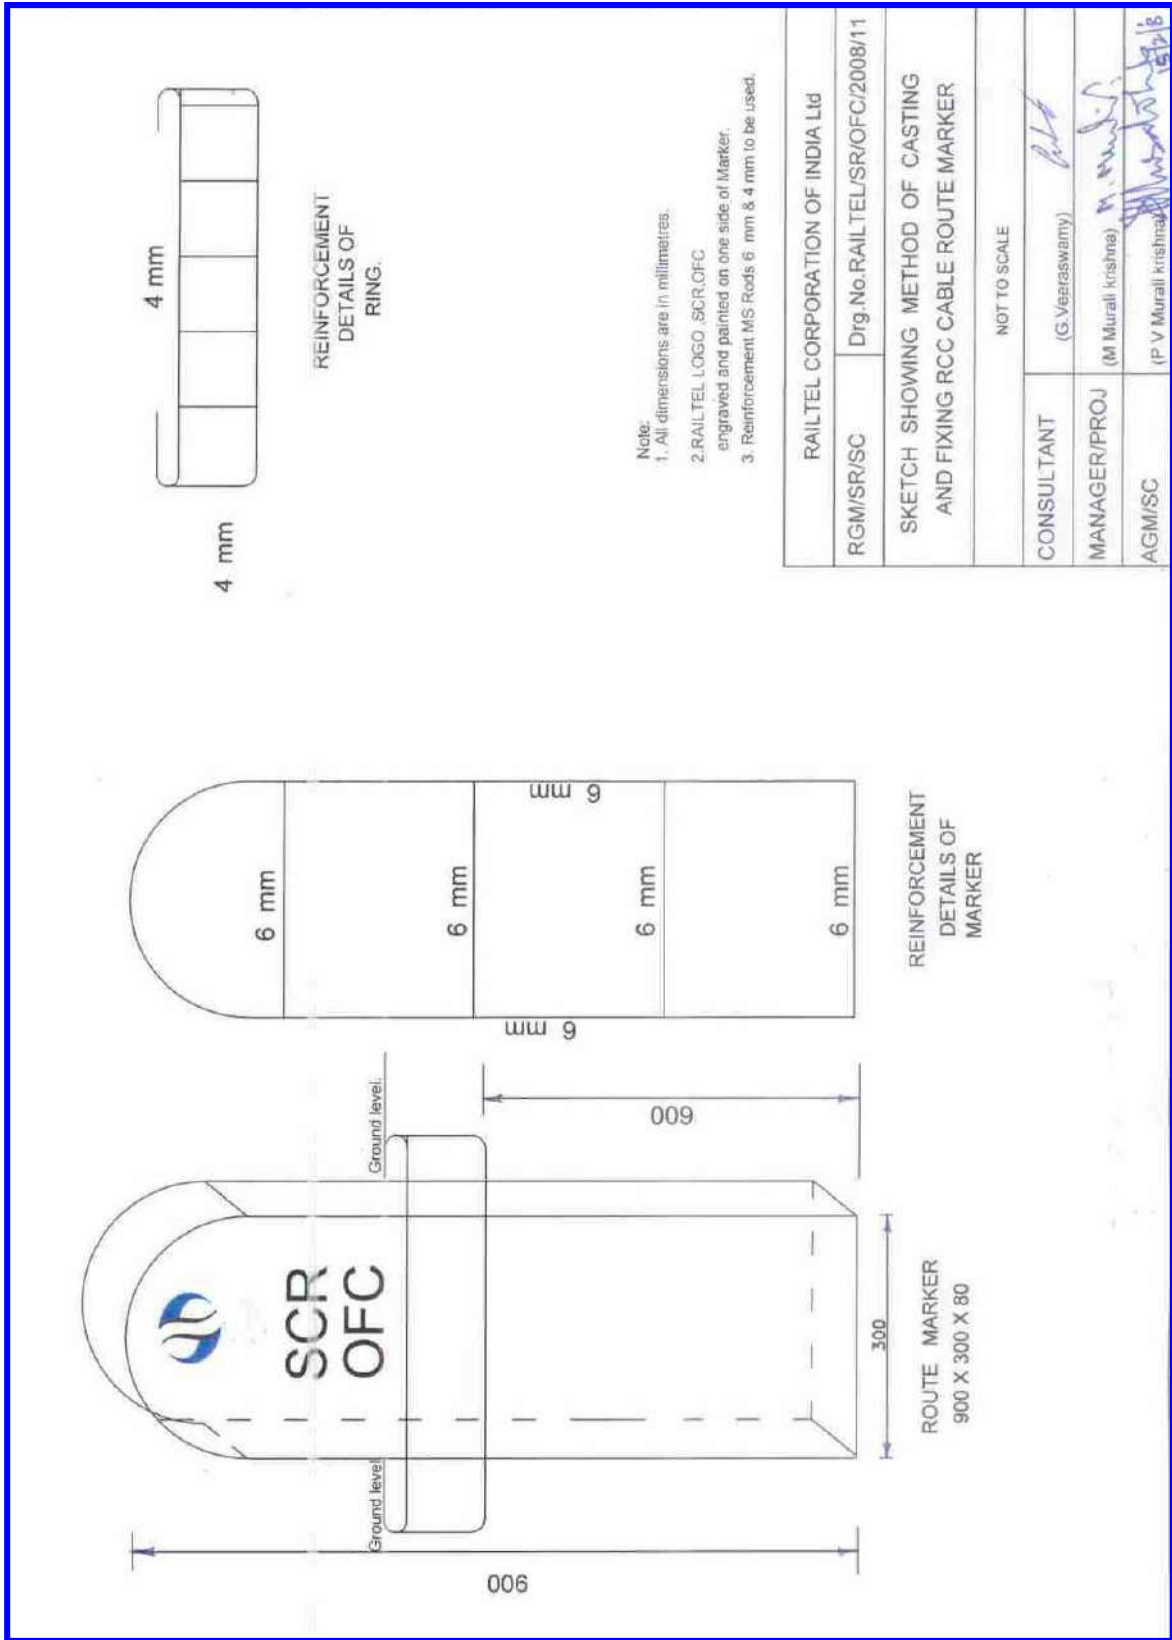 900
Ground level
SCR
OFC
Ground level.
600
300
ROUTE MARKER
900 X 300 X 80
6 mm
6 mm
6 mm
6 mm
6 mm
6 mm
REINFORCEMENT
DETAILS OF
MARKER
4 mm
4 mm
REINFORCEMENT
DETAILS OF
RING.
Note:
1. All dimensions are in millimetres.
2.RAILTEL LOGO .SCR.OFC
engraved and painted on one side of Marker.
3. Reinforcement MS Rods 6 mm & 4 mm to be used.
RAILTEL CORPORATION OF INDIA Ltd
RGM/SR/SC Drg.No.RAILTEL/SR/OFC/2008/11
SKETCH SHOWING METHOD OF CASTING
AND FIXING RCC CABLE ROUTE MARKER
NOT TO SCALE
CONSULTANT (G.Veeraswamy)
MANAGER/PROJ (M Murali krishna)
AGM/SC (P V Murali krishna)